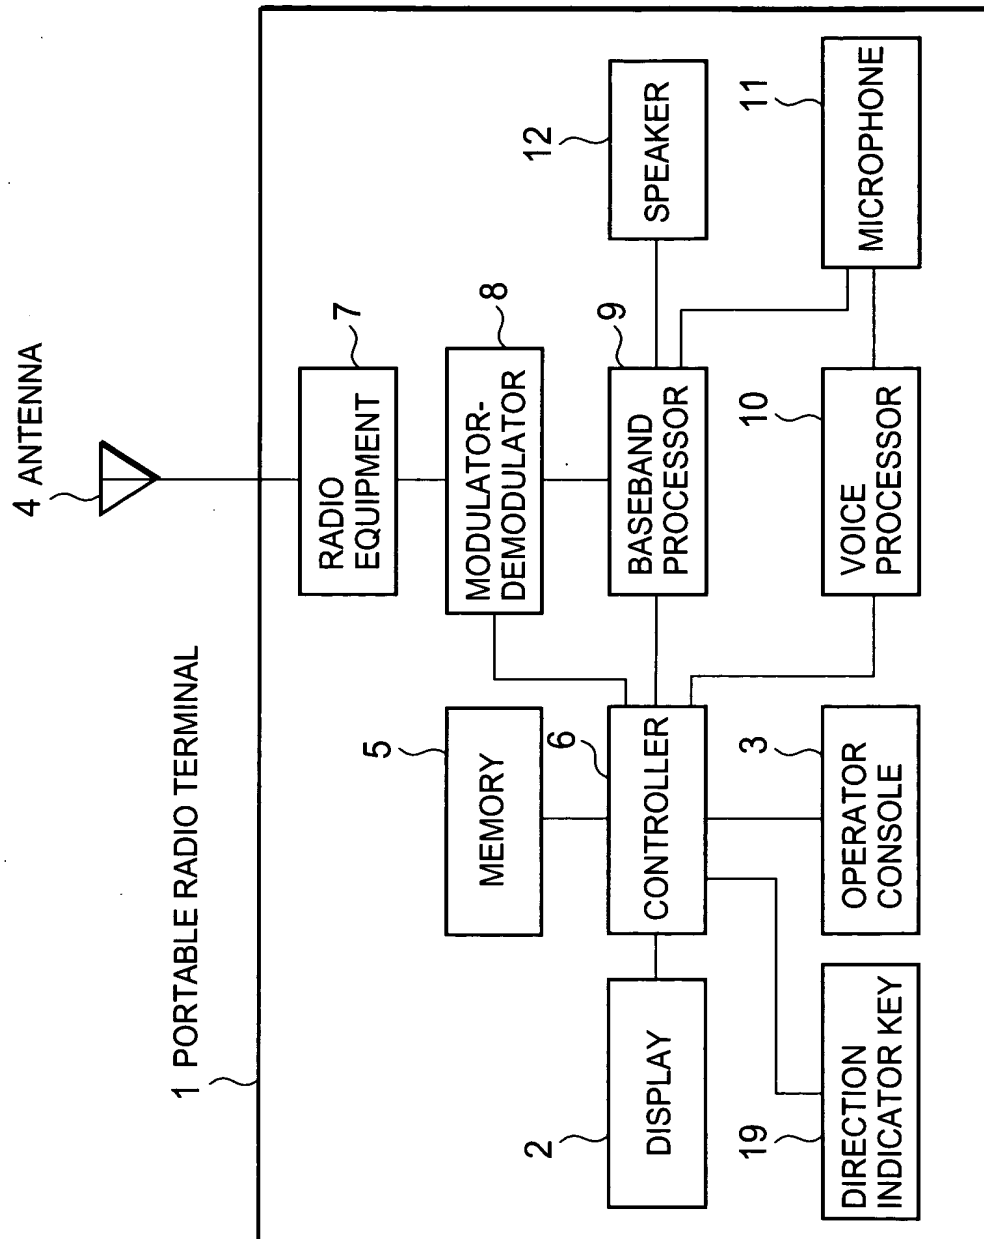 1 PORTABLE RADIO TERMINAL
4 ANTENNA
5
MEMORY
7
RADIO
EQUIPMENT
8
MODULATOR-
DEMODULATOR
2
DISPLAY
6
CONTROLLER
9
BASEBAND
PROCESSOR
12
SPEAKER
19
DIRECTION
INDICATOR KEY
3
OPERATOR
CONSOLE
10
VOICE
PROCESSOR
11
MICROPHONE